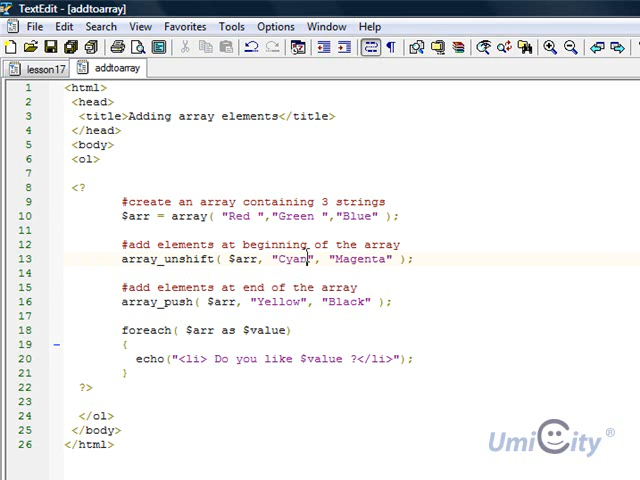 TextEdit - [addtoarray]
File Edit Search View Favorites Tools Extensions Window Help
lesson17 addtoarray
1 <html>
2 <head>
3 <title>Adding array elements</title>
4 </head>
5 <body>
6 <ol>
7
8 <?
9 #create an array containing 3 strings
10 $arr = array( "Red ","Green ","Blue" );
11
12 #add elements at beginning of the array
13 array_unshift( $arr, "Cyan", "Magenta" );
14
15 #add elements at end of the array
16 array_push( $arr, "Yellow", "Black" );
17
18 foreach( $arr as $value)
19 {
20 echo("<li> Do you like $value ?</li>");
21 }
22 ?>
23
24 </ol>
25 </body>
26 </html>
UmiCity ®